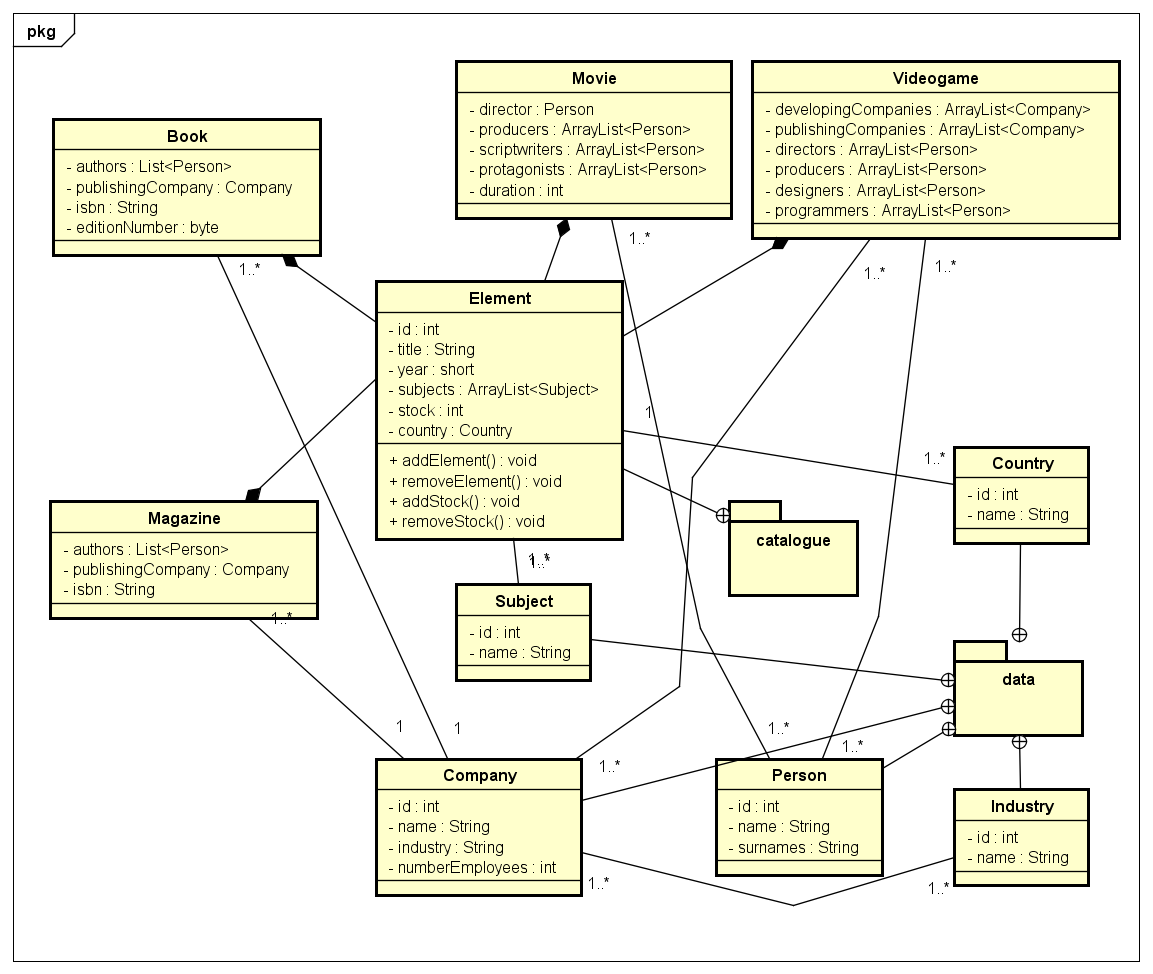 pkg
Movie
- director : Person
- producers : ArrayList<Person>
- scriptwriters : ArrayList<Person>
- protagonists : ArrayList<Person>
- duration : int
Videogame
- developingCompanies : ArrayList<Company>
- publishingCompanies : ArrayList<Company>
- directors : ArrayList<Person>
- producers : ArrayList<Person>
- designers : ArrayList<Person>
- programmers : ArrayList<Person>
Book
- authors : List<Person>
- publishingCompany : Company
- isbn : String
- editionNumber : byte
1..*
1..*
1..*
1..*
Element
- id : int
- title : String
- year : short
- subjects : ArrayList<Subject>
- stock : int
- country : Country
+ addElement() : void
+ removeElement() : void
+ addStock() : void
+ removeStock() : void
1
1..*
Country
- id : int
- name : String
Magazine
- authors : List<Person>
- publishingCompany : Company
- isbn : String
1..*
catalogue
1..*
Subject
- id : int
- name : String
data
1
1
1..*
1..*
1..*
Company
- id : int
- name : String
- industry : String
- numberEmployees : int
1..*
Person
- id : int
- name : String
- surnames : String
Industry
- id : int
- name : String
1..*